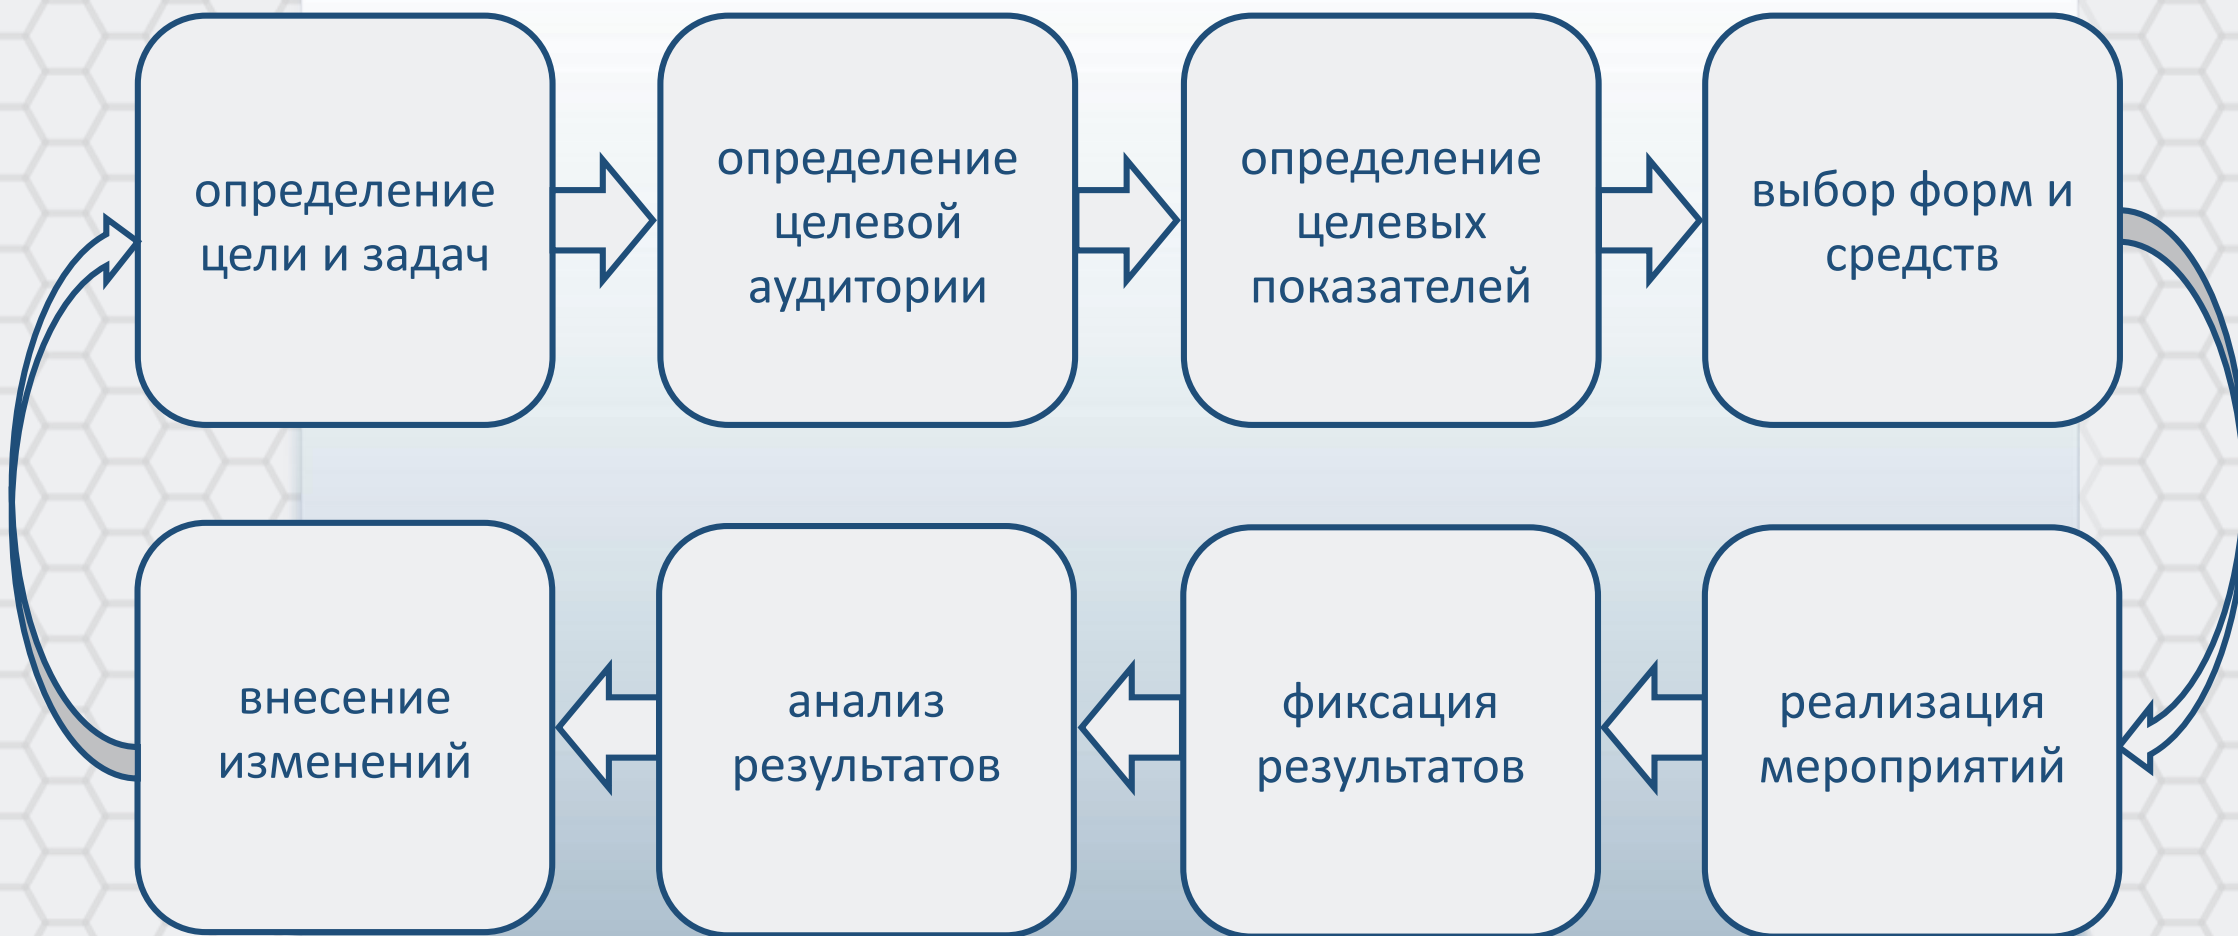 определение
цели и задач
определение
целевой
аудитории
определение
целевых
показателей
выбор форм и
средств
внесение
изменений
анализ
результатов
фиксация
результатов
реализация
мероприятий